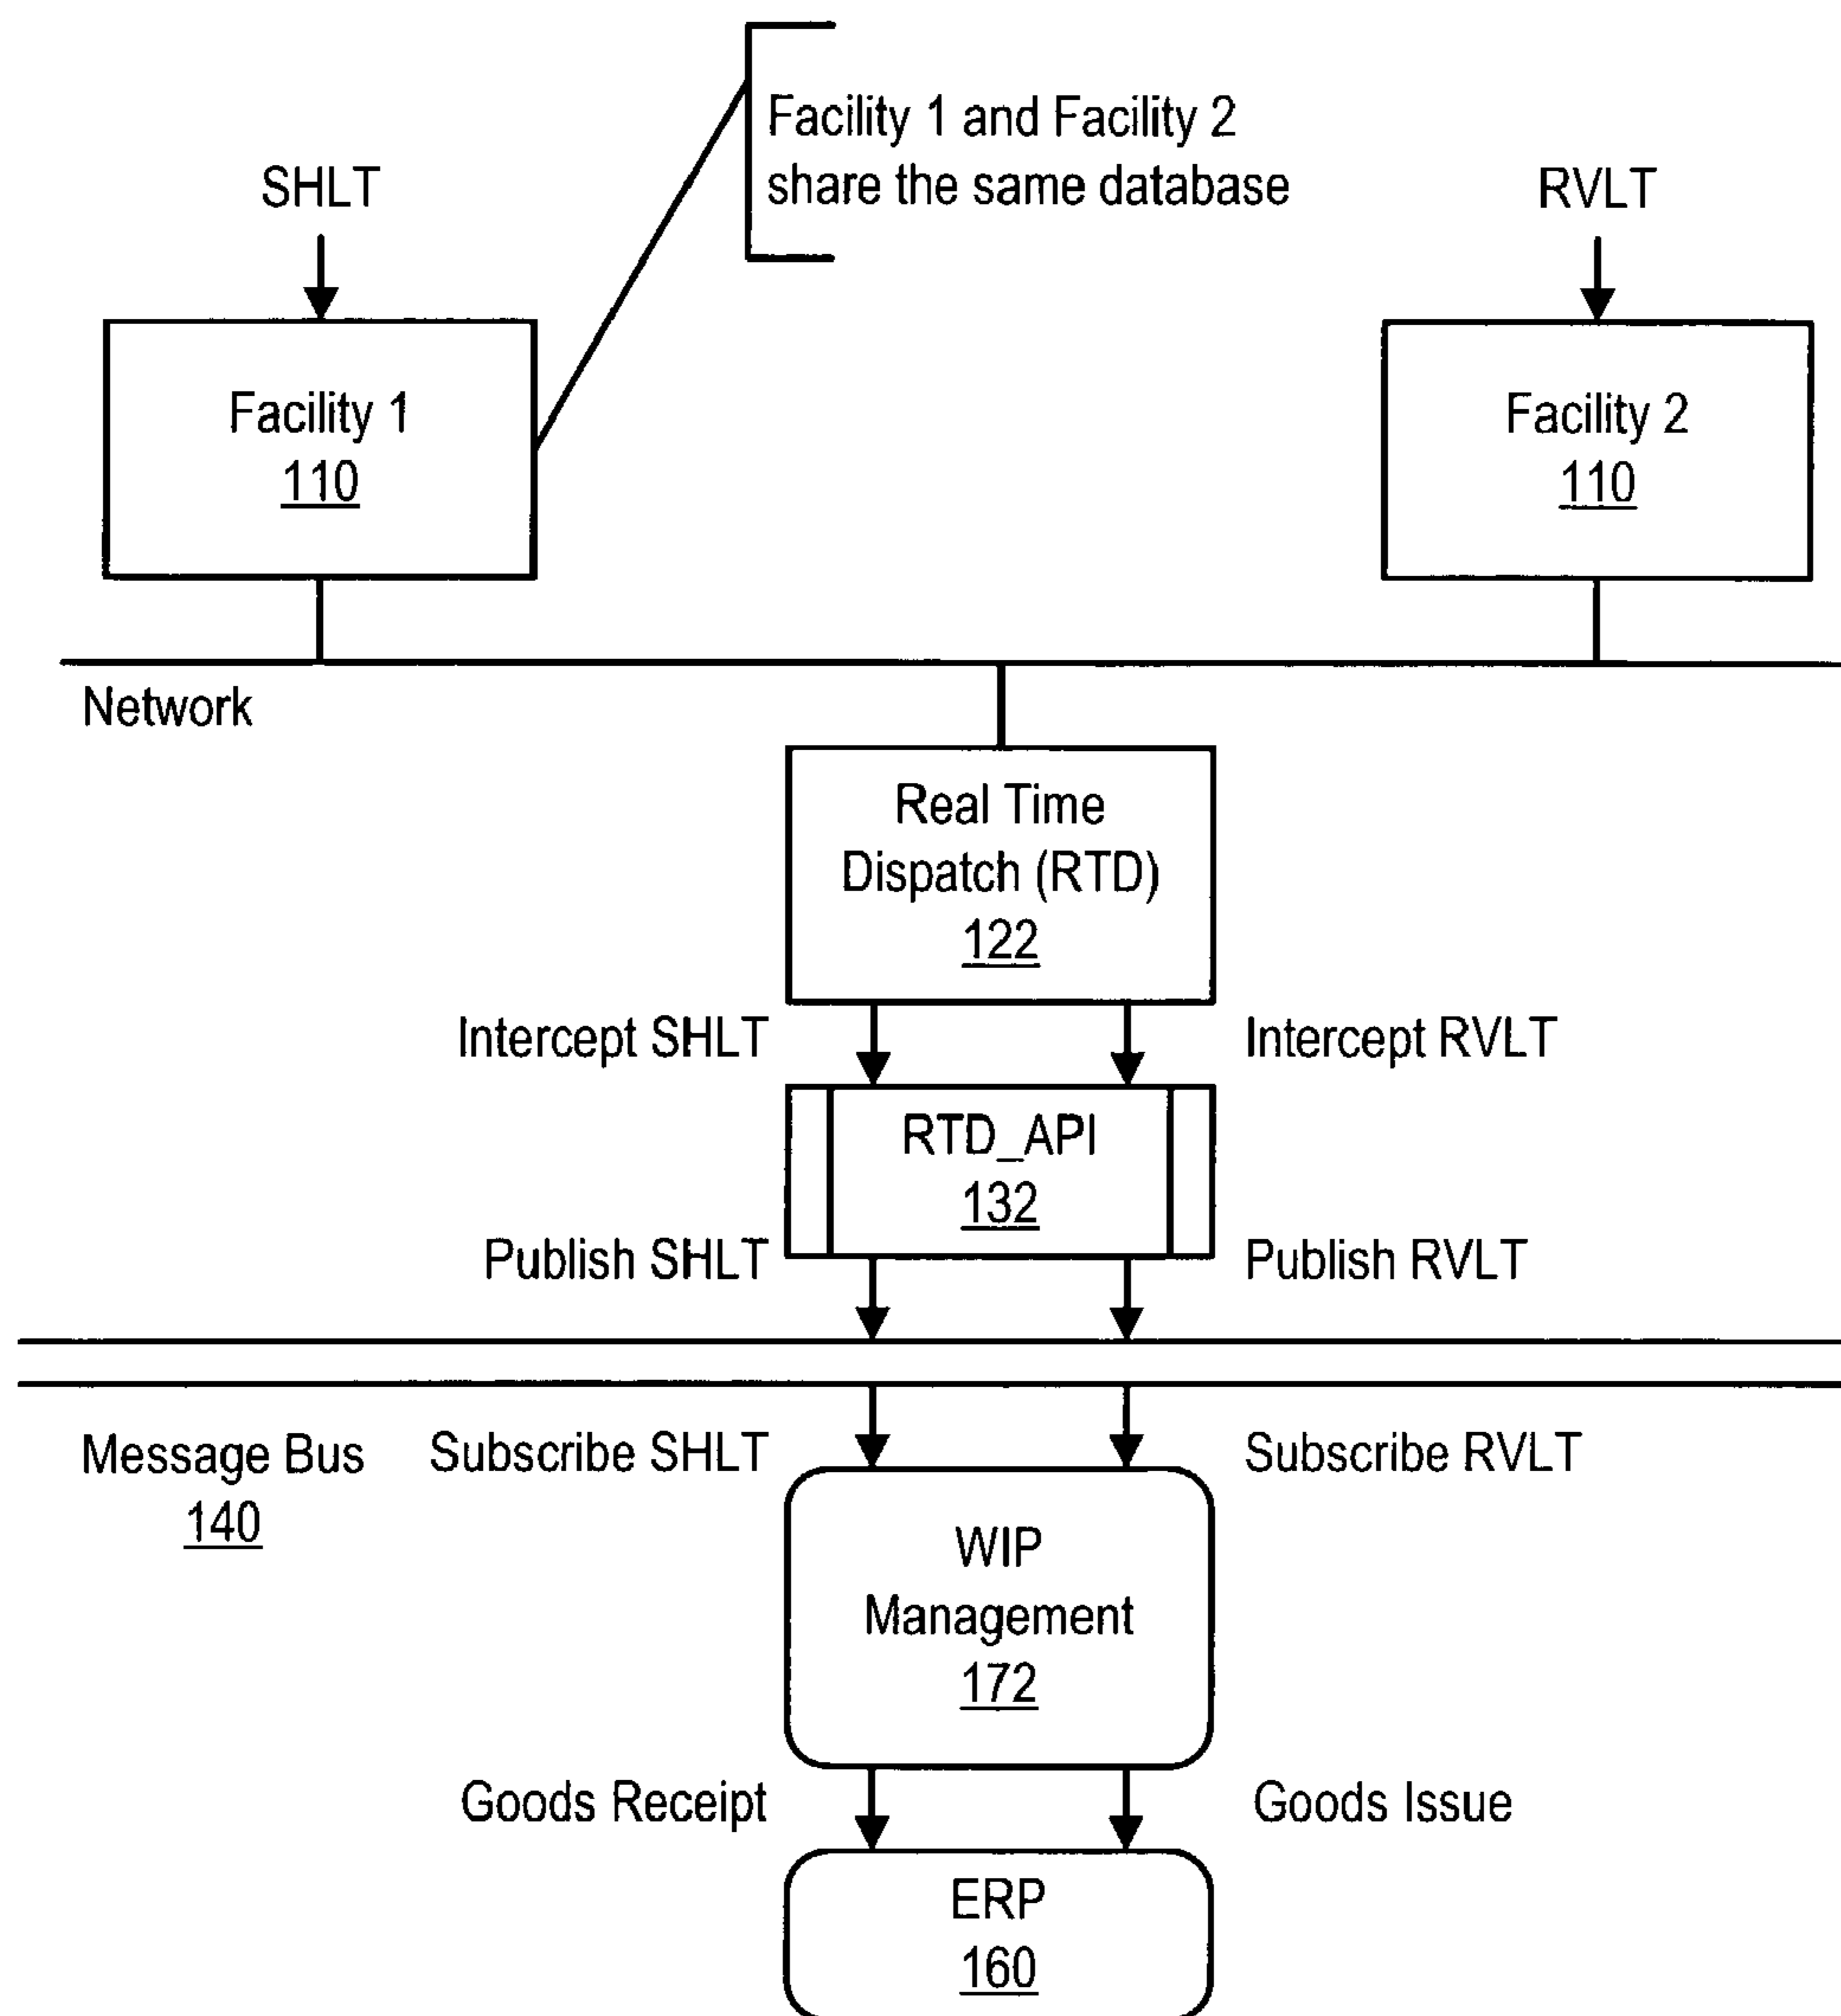 Facility 1 and Facility 2
share the same database
SHLT
RVLT
Facility 1
110
Facility 2
110
Network
Real Time
Dispatch (RTD)
122
Intercept SHLT
Intercept RVLT
RTD_API
132
Publish SHLT
Publish RVLT
Message Bus
140
Subscribe SHLT
Subscribe RVLT
WIP
Management
172
Goods Receipt
Goods Issue
ERP
160